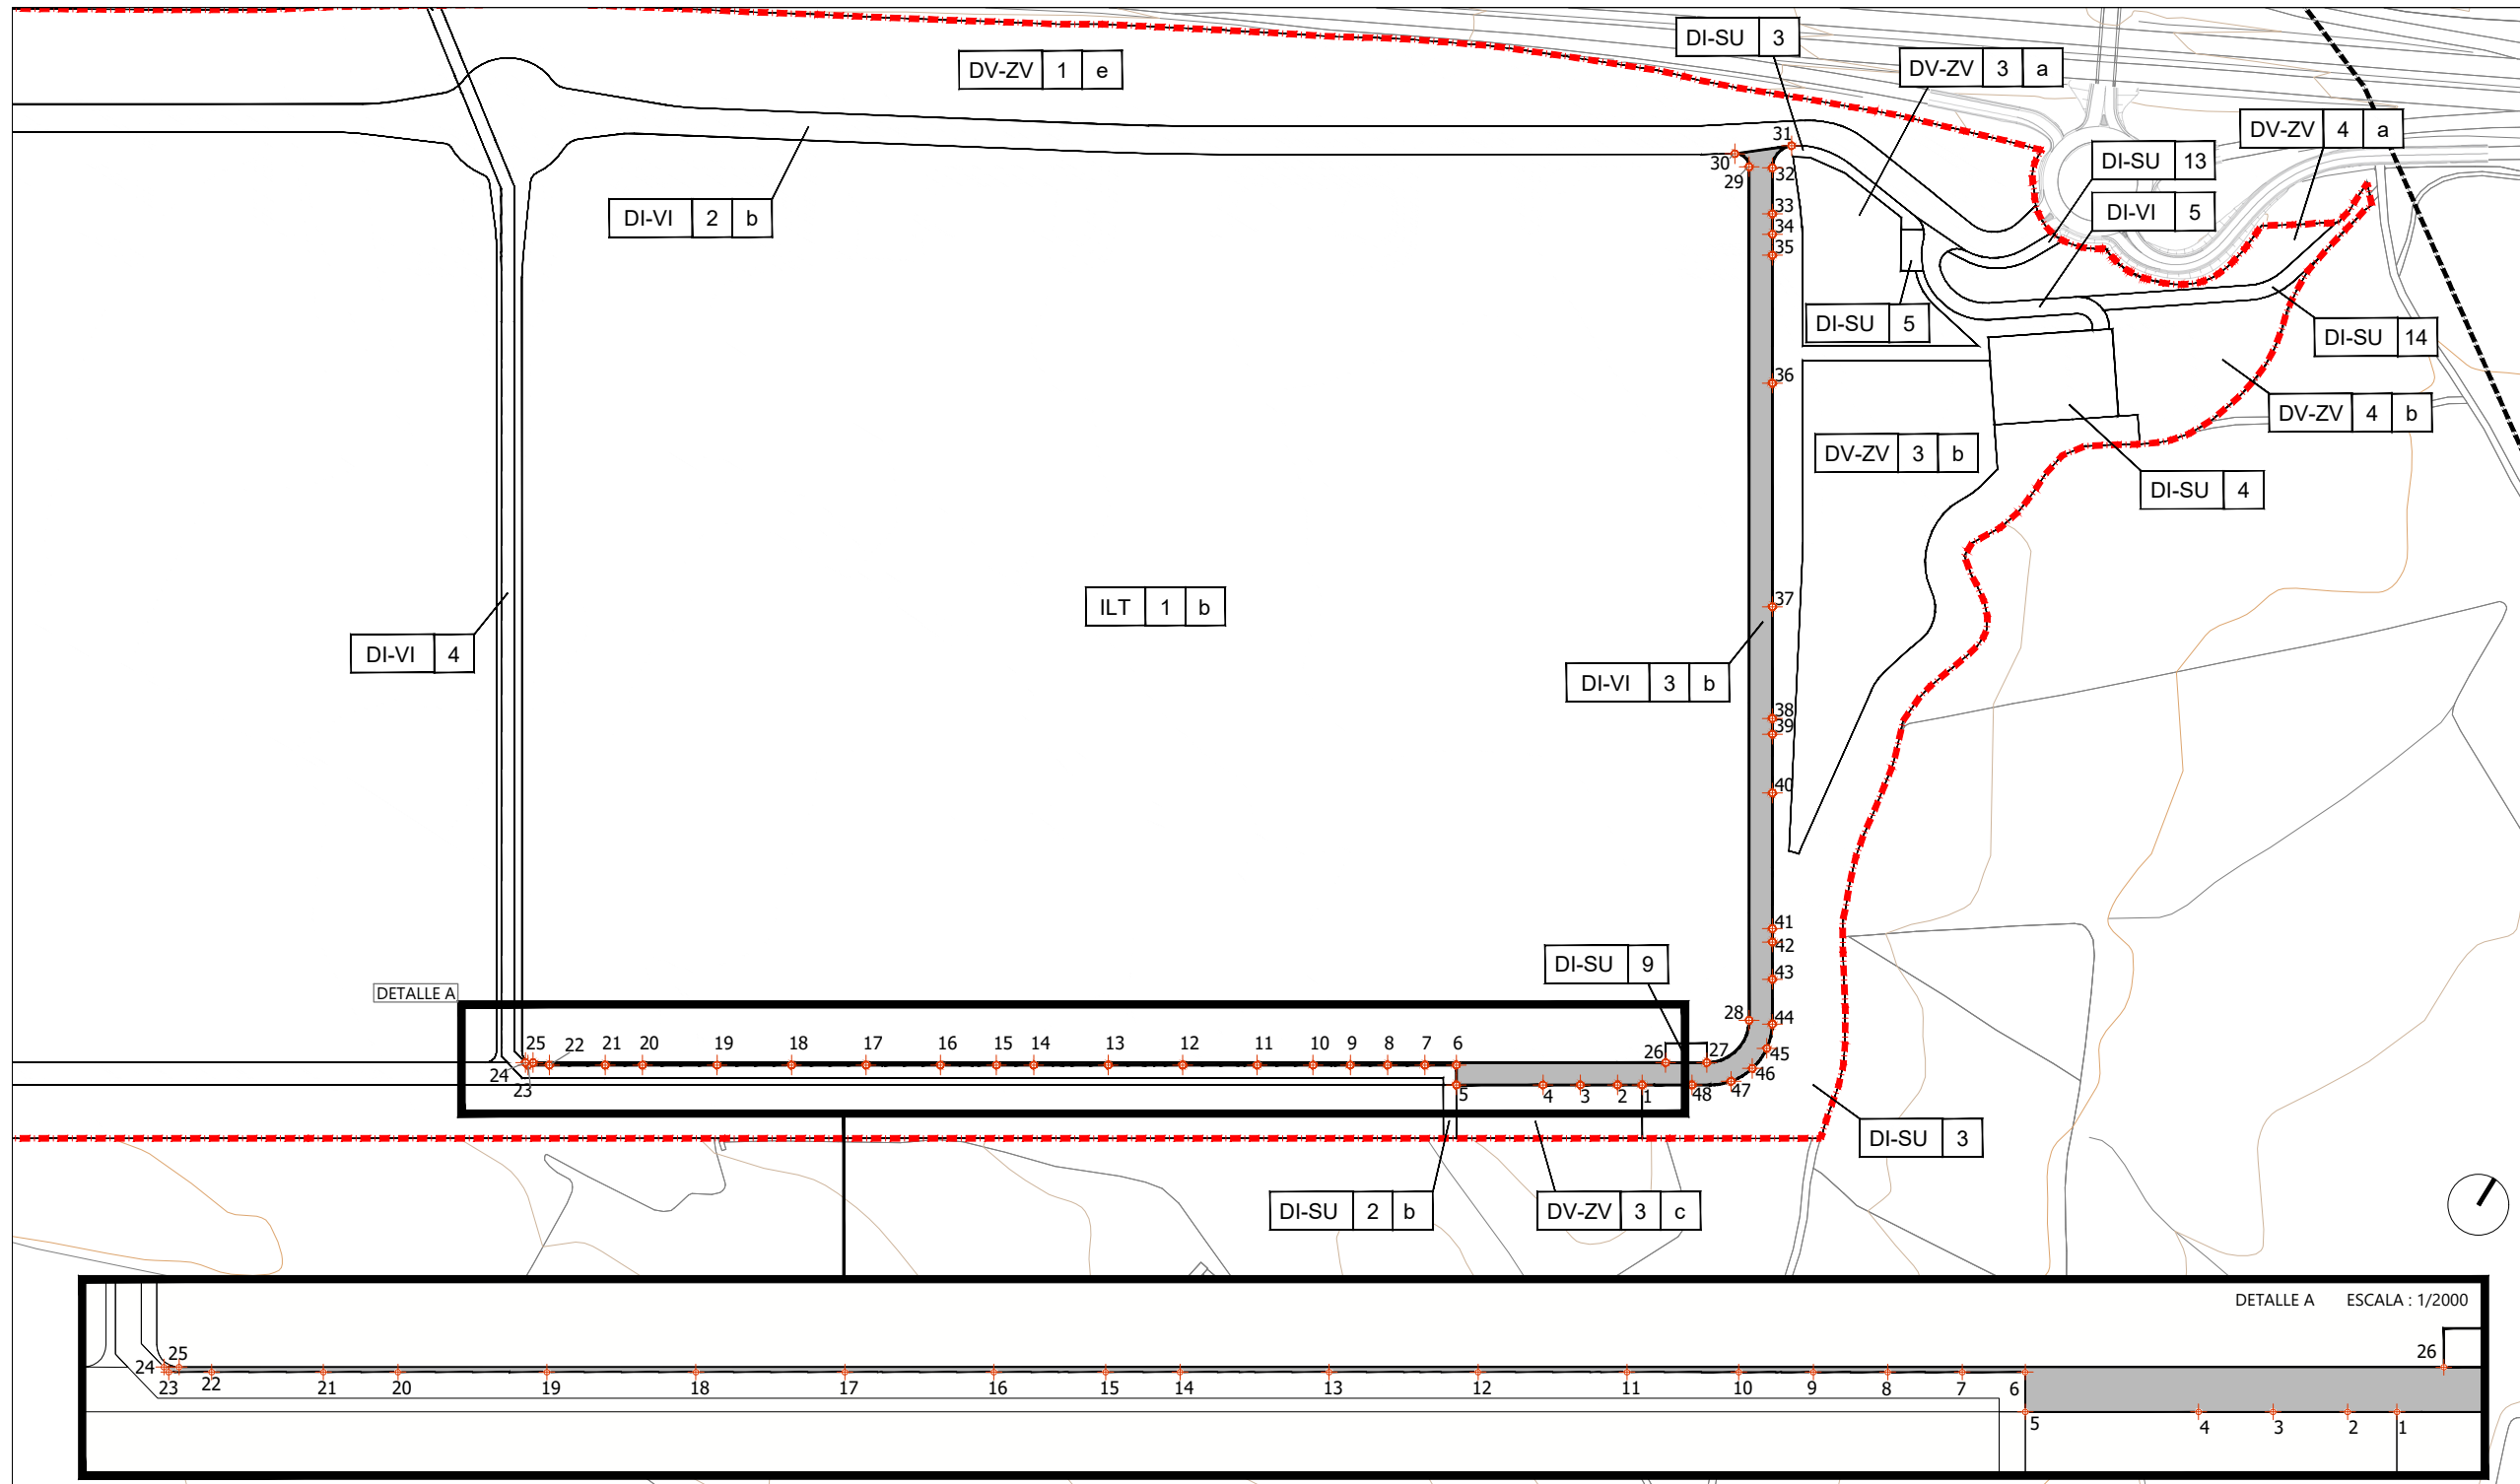 DI-SU 3
DV-ZV 1 e
DV-ZV 3 a
DV-ZV 4 a
31
30
29
32
DI-SU 13
DI-VI 2 b
DI-VI 5
33
34
35
DI-SU 5
DI-SU 14
36
DV-ZV 4 b
DV-ZV 3 b
DI-SU 4
ILT 1 b
37
DI-VI 4
DI-VI 3 b
38
39
40
41
42
DI-SU 9
43
DETALLE A
28
44
25 22 21 20 19 18 17 16 15 14 13 12 11 10 9 8 7 6 26 27 45
24
23
46
5 4 3 2 1 48 47
DI-SU 3
DI-SU 2 b
DV-ZV 3 c
DETALLE A ESCALA : 1/2000
25
24
26
23 22 21 20 19 18 17 16 15 14 13 12 11 10 9 8 7 6
5 4 3 2 1